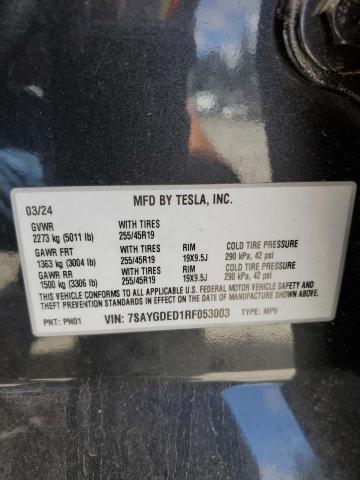 MFD BY TESLA, INC.
03/24
GVWR WITH TIRES
2273 kg (5011 lb) 255/45R19
GAWR FRT WITH TIRES RIM COLD TIRE PRESSURE
1363 kg (3004 lb) 255/45R19 19X9.5J 290 kPa, 42 psi
GAWR RR WITH TIRES RIM COLD TIRE PRESSURE
1500 kg (3306 lb) 255/45R19 19X9.5J 290 kPa, 42 psi
THIS VEHICLE CONFORMS TO ALL APPLICABLE U.S. FEDERAL MOTOR VEHICLE SAFETY AND
THEFT PREVENTION STANDARDS IN EFFECT ON THE DATE OF MANUFACTURE SHOWN ABOVE.
PNT: PN01 VIN: 7SAYGDED1RF053003 TYPE: MPV